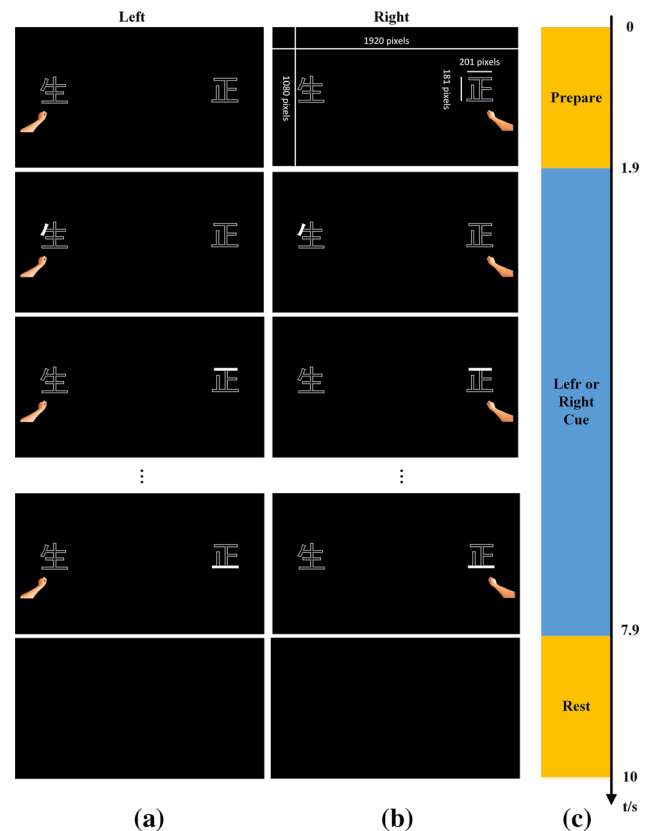 Left
Right
0
1920 pixels
201 pixels
181 pixels
1080 pixels
生
正
生
正
Prepare
1.9
生
正
生
正
生
正
生
正
Lefr or
Right
Cue
⋮
⋮
生
正
生
正
7.9
Rest
10
t/s
(a)
(b)
(c)